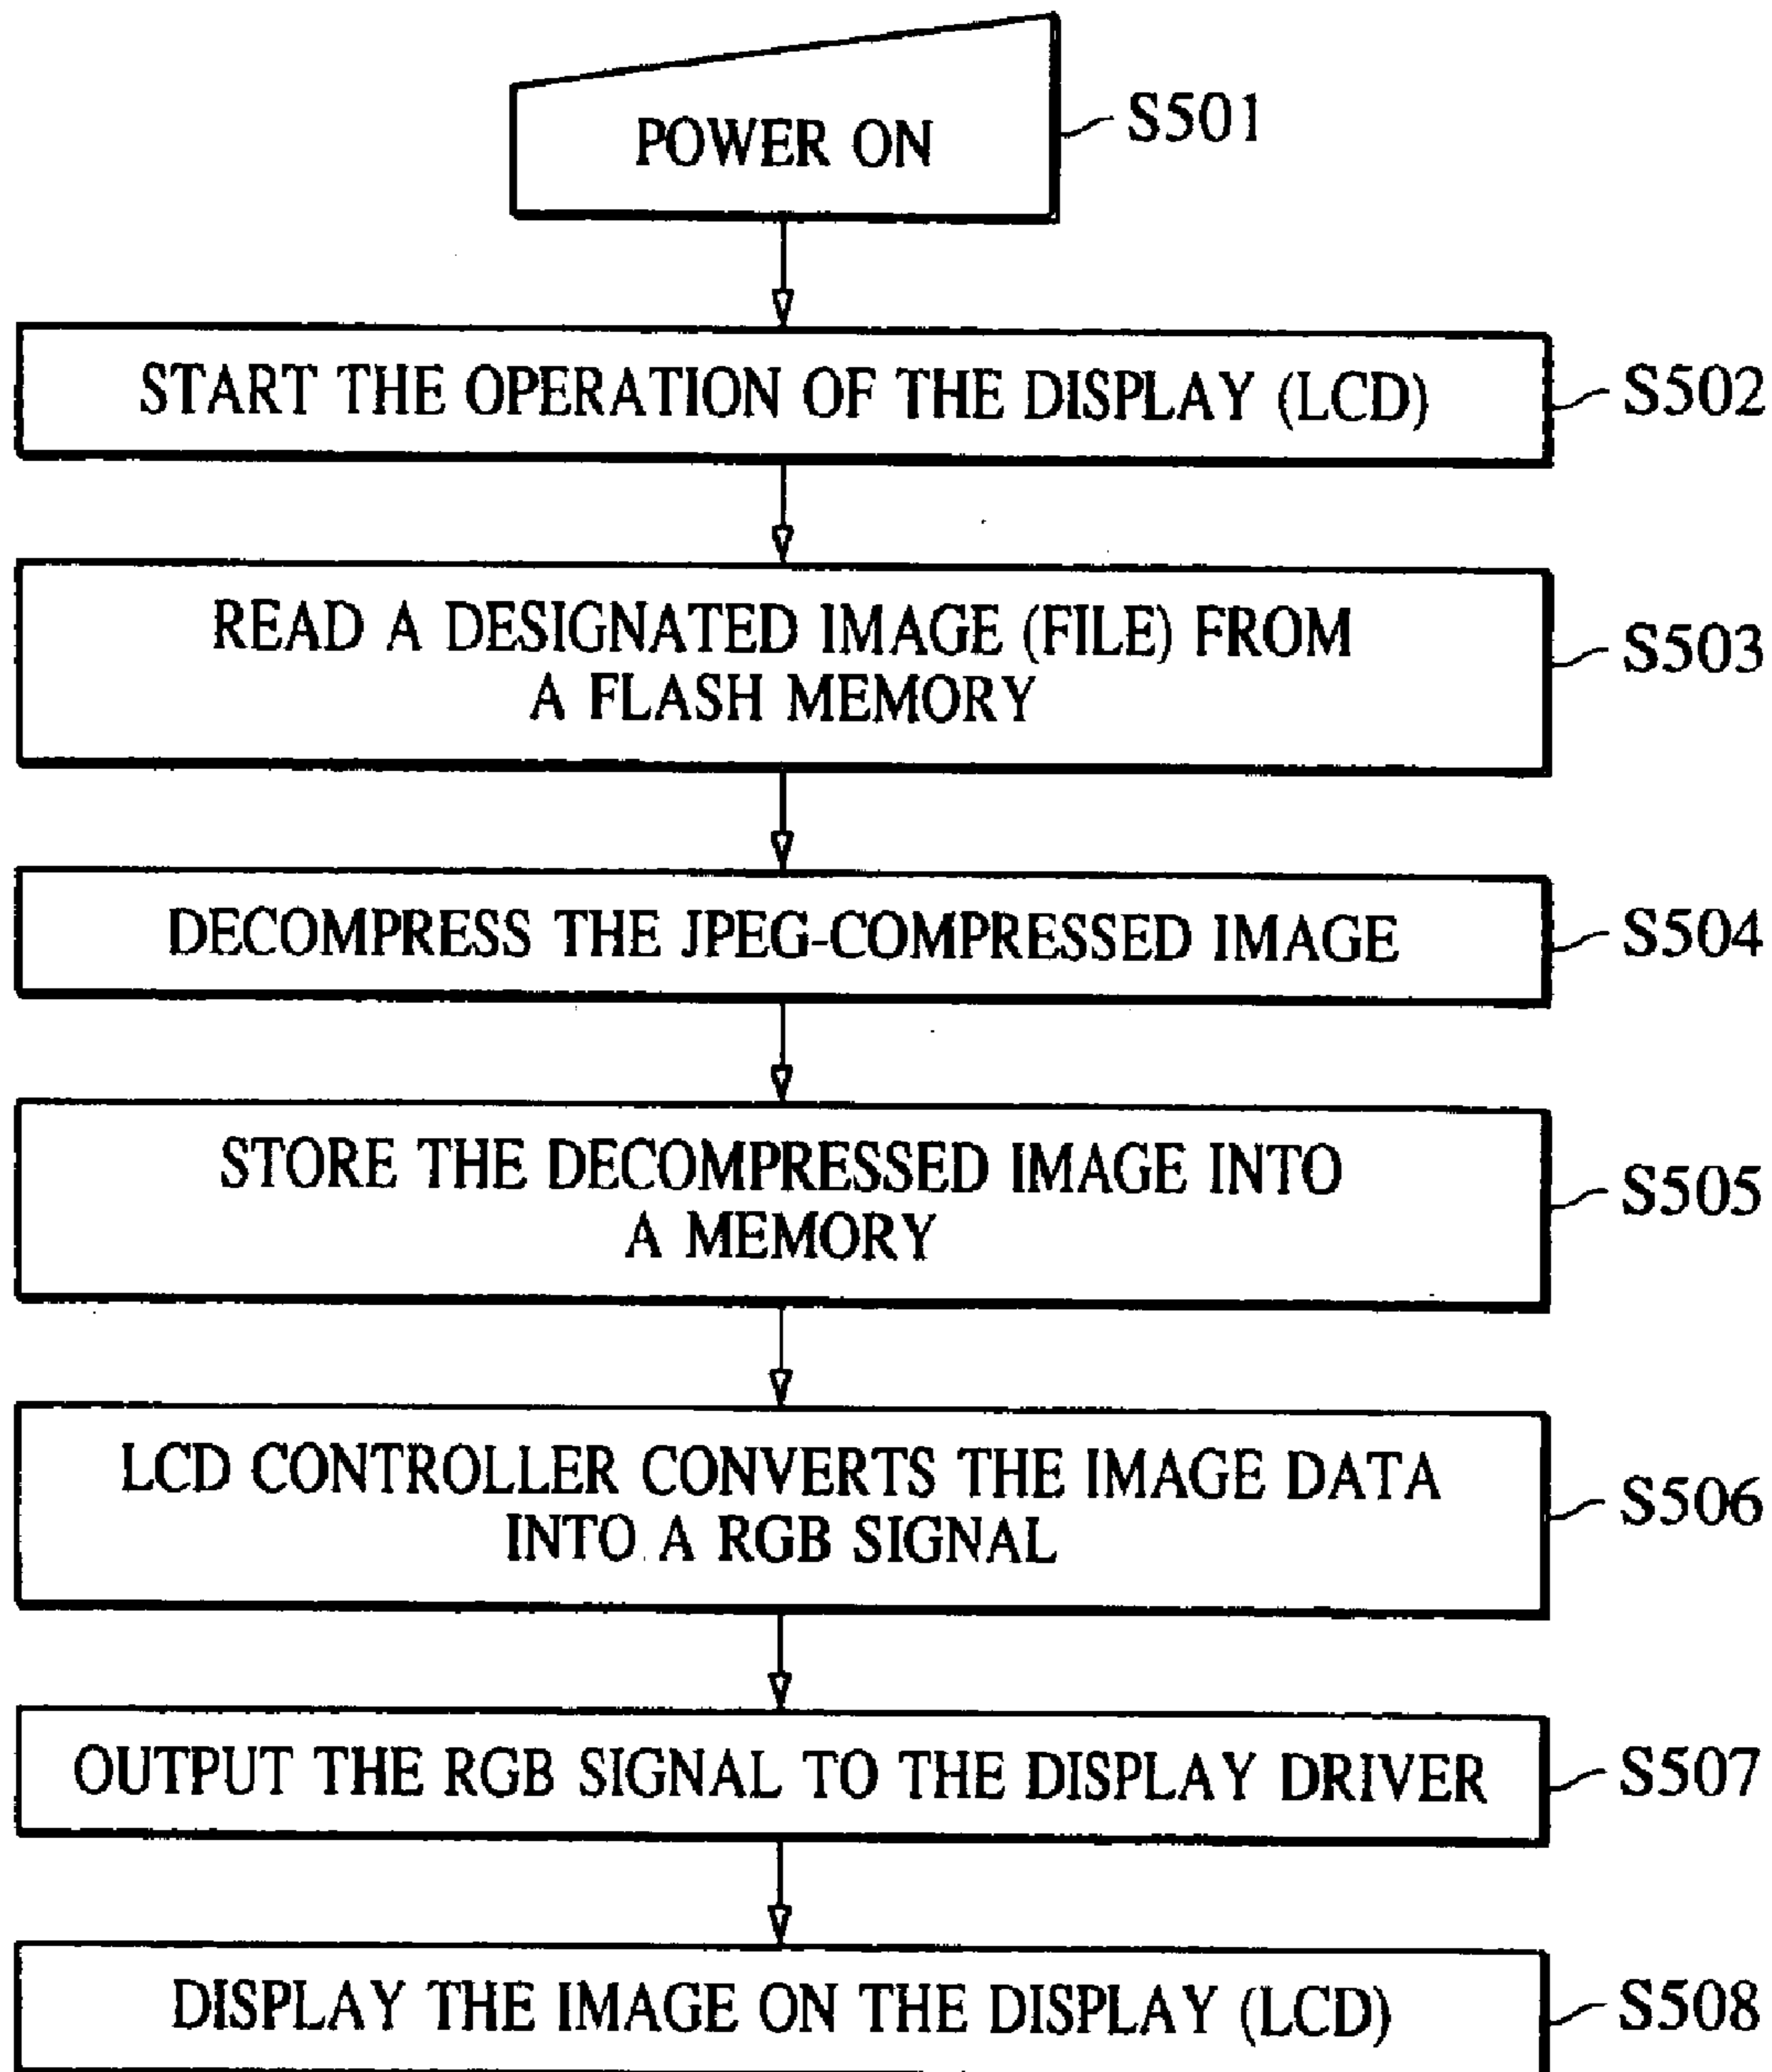 POWER ON
S501
START THE OPERATION OF THE DISPLAY (LCD)
S502
READ A DESIGNATED IMAGE (FILE) FROM
A FLASH MEMORY
S503
DECOMPRESS THE JPEG-COMPRESSED IMAGE
S504
STORE THE DECOMPRESSED IMAGE INTO
A MEMORY
S505
LCD CONTROLLER CONVERTS THE IMAGE DATA
INTO A RGB SIGNAL
S506
OUTPUT THE RGB SIGNAL TO THE DISPLAY DRIVER
S507
DISPLAY THE IMAGE ON THE DISPLAY (LCD)
S508